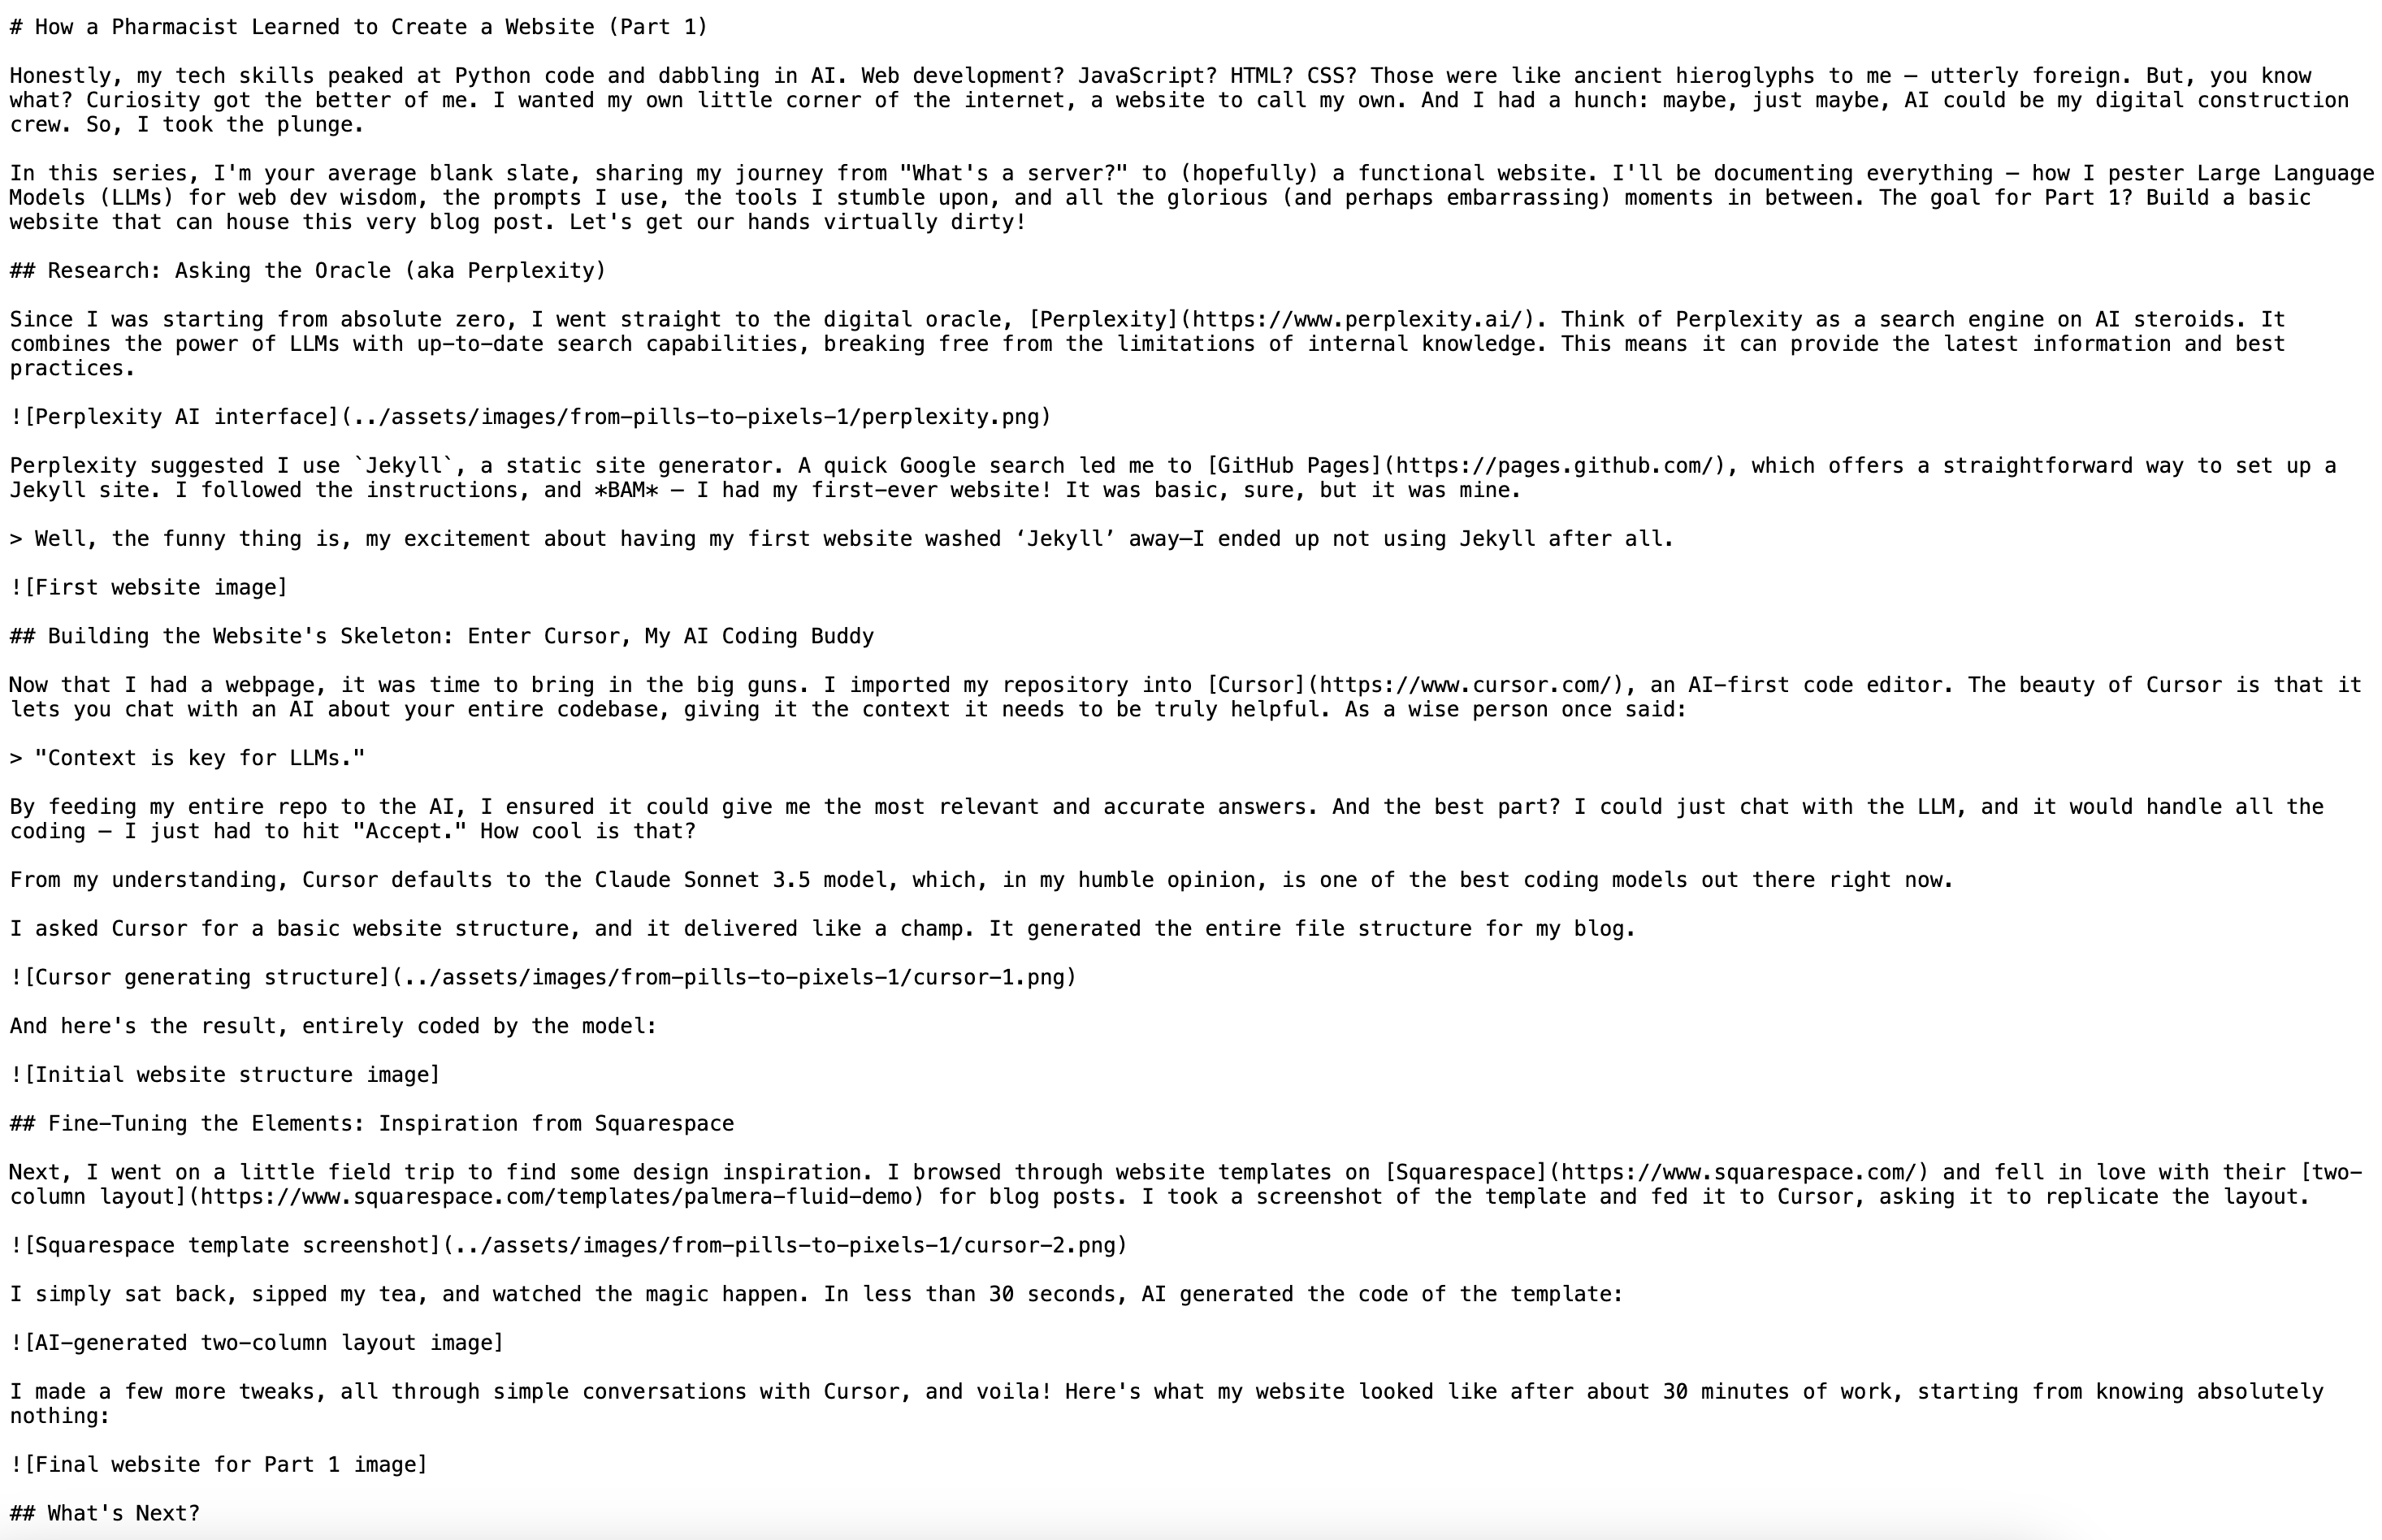 # How a Pharmacist Learned to Create a Website (Part 1)
Honestly, my tech skills peaked at Python code and dabbling in AI. Web development? JavaScript? HTML? CSS? Those were like ancient hieroglyphs to me — utterly foreign. But, you know
what? Curiosity got the better of me. I wanted my own little corner of the internet, a website to call my own. And I had a hunch: maybe, just maybe, AI could be my digital construction
crew. So, I took the plunge.
In this series, I'm your average blank slate, sharing my journey from "What's a server?" to (hopefully) a functional website. I'll be documenting everything — how I pester Large Language
Models (LLMs) for web dev wisdom, the prompts I use, the tools I stumble upon, and all the glorious (and perhaps embarrassing) moments in between. The goal for Part 1? Build a basic
website that can house this very blog post. Let's get our hands virtually dirty!
## Research: Asking the Oracle (aka Perplexity)
Since I was starting from absolute zero, I went straight to the digital oracle, [Perplexity](https://www.perplexity.ai/). Think of Perplexity as a search engine on AI steroids. It
combines the power of LLMs with up-to-date search capabilities, breaking free from the limitations of internal knowledge. This means it can provide the latest information and best
practices.
![Perplexity AI interface](../assets/images/from-pills-to-pixels-1/perplexity.png)
Perplexity suggested I use `Jekyll`, a static site generator. A quick Google search led me to [GitHub Pages](https://pages.github.com/), which offers a straightforward way to set up a
Jekyll site. I followed the instructions, and *BAM* — I had my first-ever website! It was basic, sure, but it was mine.
> Well, the funny thing is, my excitement about having my first website washed ‘Jekyll’ away—I ended up not using Jekyll after all.
![First website image]
## Building the Website's Skeleton: Enter Cursor, My AI Coding Buddy
Now that I had a webpage, it was time to bring in the big guns. I imported my repository into [Cursor](https://www.cursor.com/), an AI-first code editor. The beauty of Cursor is that it
lets you chat with an AI about your entire codebase, giving it the context it needs to be truly helpful. As a wise person once said:
> "Context is key for LLMs."
By feeding my entire repo to the AI, I ensured it could give me the most relevant and accurate answers. And the best part? I could just chat with the LLM, and it would handle all the
coding — I just had to hit "Accept." How cool is that?
From my understanding, Cursor defaults to the Claude Sonnet 3.5 model, which, in my humble opinion, is one of the best coding models out there right now.
I asked Cursor for a basic website structure, and it delivered like a champ. It generated the entire file structure for my blog.
![Cursor generating structure](../assets/images/from-pills-to-pixels-1/cursor-1.png)
And here's the result, entirely coded by the model:
![Initial website structure image]
## Fine-Tuning the Elements: Inspiration from Squarespace
Next, I went on a little field trip to find some design inspiration. I browsed through website templates on [Squarespace](https://www.squarespace.com/) and fell in love with their [two-
column layout](https://www.squarespace.com/templates/palmera-fluid-demo) for blog posts. I took a screenshot of the template and fed it to Cursor, asking it to replicate the layout.
![Squarespace template screenshot](../assets/images/from-pills-to-pixels-1/cursor-2.png)
I simply sat back, sipped my tea, and watched the magic happen. In less than 30 seconds, AI generated the code of the template:
![AI-generated two-column layout image]
I made a few more tweaks, all through simple conversations with Cursor, and voila! Here's what my website looked like after about 30 minutes of work, starting from knowing absolutely
nothing:
![Final website for Part 1 image]
## What's Next?